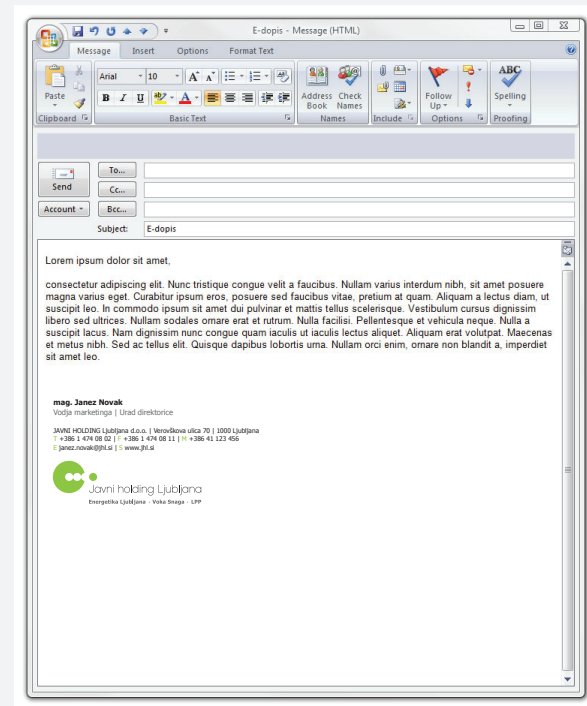 E-dopis - Message (HTML)
Message Insert Options Format Text
Paste
Clipboard
Arial 10
B I U A
Basic Text
Address Book
Check Names
Names
Include
Follow Up
Options
ABC
Spelling
Proofing
Send
Account
To...
Cc...
Bcc...
Subject: E-dopis
Lorem ipsum dolor sit amet,
consectetur adipiscing elit. Nunc tristique congue velit a faucibus. Nullam varius interdum nibh, sit amet posuere
magna varius eget. Curabitur ipsum eros, posuere sed faucibus vitae, pretium at quam. Aliquam a lectus diam, ut
suscipit leo. In commodo ipsum sit amet dui pulvinar et mattis tellus scelerisque. Vestibulum cursus dignissim
libero sed ultrices. Nullam sodales ornare erat et rutrum. Nulla facilisi. Pellentesque et vehicula neque. Nulla a
suscipit lacus. Nam dignissim nunc congue quam iaculis ut iaculis lectus aliquet. Aliquam erat volutpat. Maecenas
et metus nibh. Sed ac tellus elit. Quisque dapibus lobortis urna. Nullam orci enim, ornare non blandit a, imperdiet
sit amet leo.
mag. Janez Novak
Vodja marketinga | Urad direktorice
JAVNI HOLDING Ljubljana d.o.o. | Verovškova ulica 70 | 1000 Ljubljana
T +386 1 474 08 02 | F +386 1 474 08 11 | M +386 41 123 456
E janez.novak@jhl.si | S www.jhl.si
Javni holding Ljubljana
Energetika Ljubljana - Voka Snaga - LPP